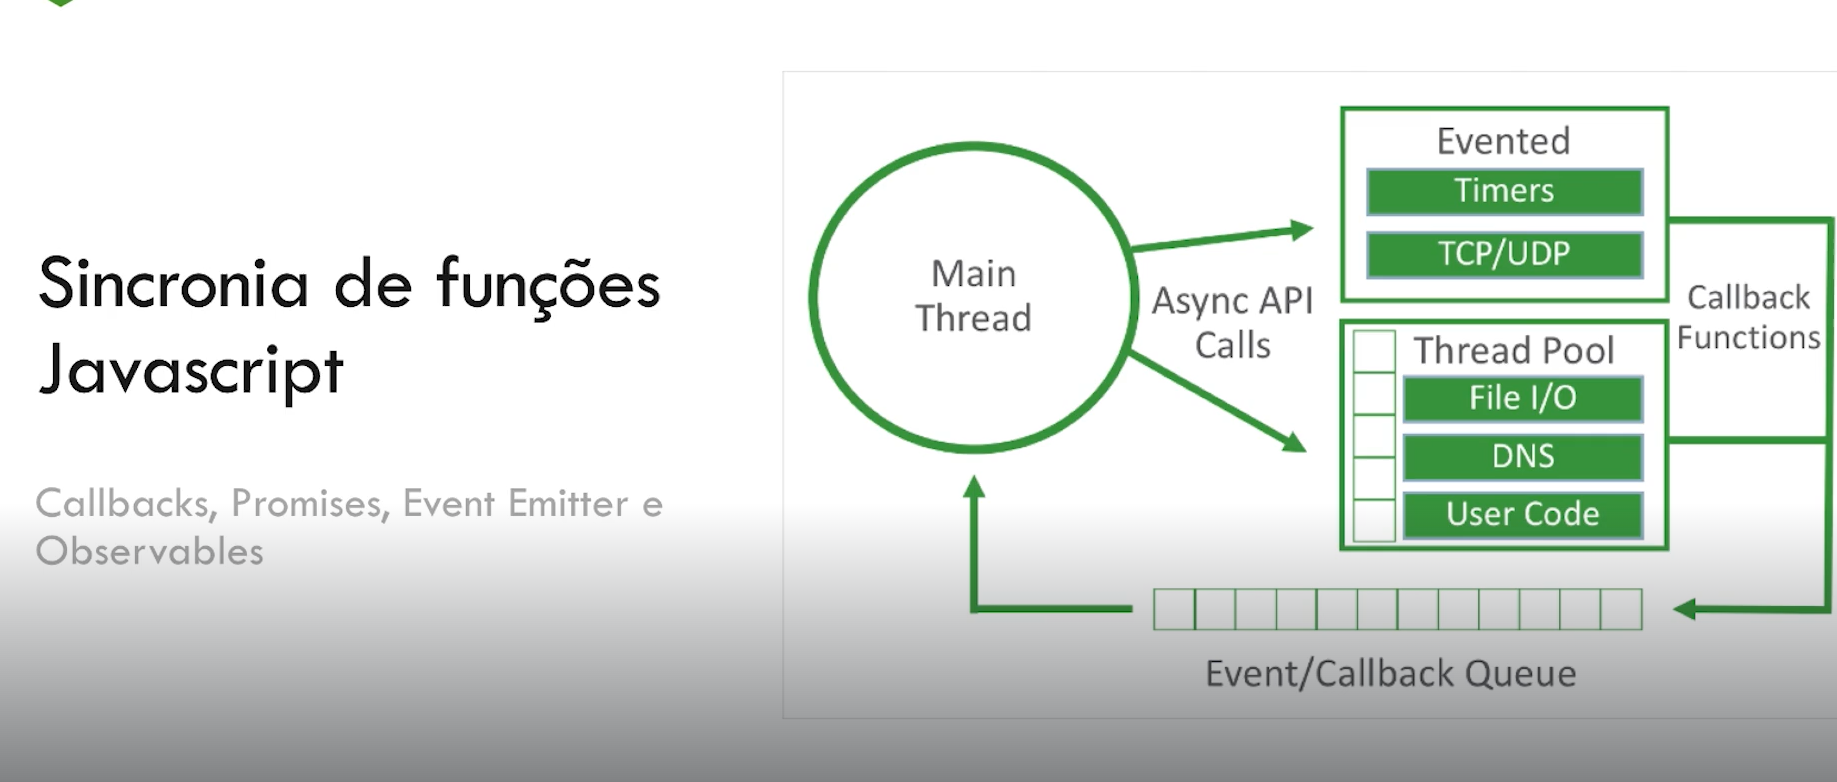 Sincronia de funções
Javascript
Callbacks, Promises, Event Emitter e
Observables
Main
Thread
Async API
Calls
Evented
Timers
TCP/UDP
Thread Pool
File I/O
DNS
User Code
Callback
Functions
Event/Callback Queue